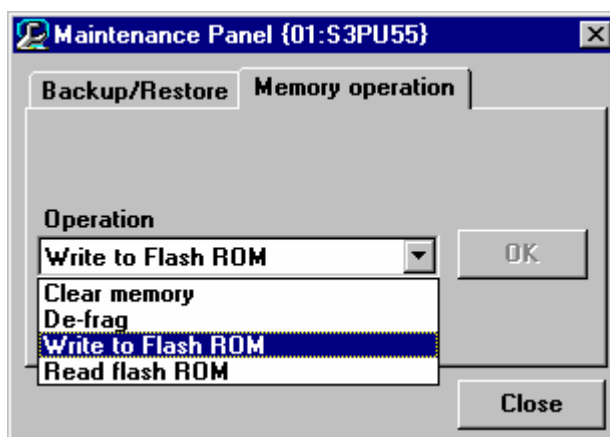 Maintenance Panel {01:S3PU55}
Backup/Restore Memory operation
Operation
Write to Flash ROM OK
Clear memory
De-frag
Write to Flash ROM
Read flash ROM
Close